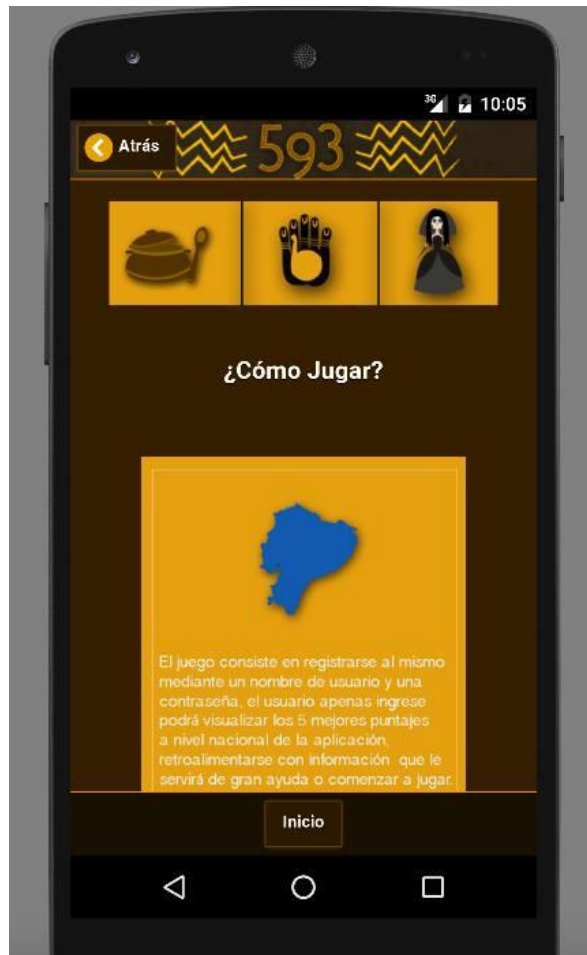 3G 10:05
Atrás
593
¿Cómo Jugar?
El juego consiste en registrarse al mismo
mediante un nombre de usuario y una
contraseña, el usuario apenas ingrese
podrá visualizar los 5 mejores puntajes
a nivel nacional de la aplicación,
retroalimentarse con información que le
servirá de gran ayuda o comenzar a jugar.
Inicio